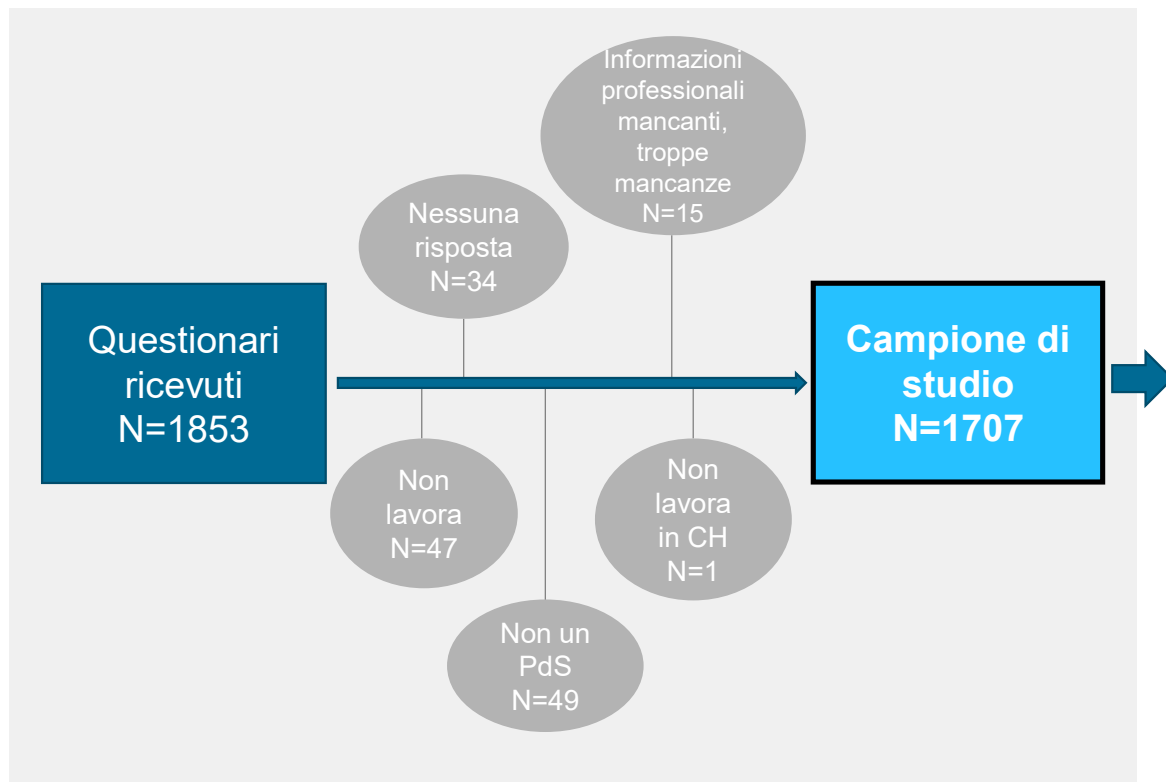 Informazioni
professionali
mancanti,
troppe
mancanze
N=15
Nessuna
risposta
N=34
Questionari
ricevuti
N=1853
Campione di
studio
N=1707
Non
lavora
N=47
Non
lavora
in CH
N=1
Non un
PdS
N=49